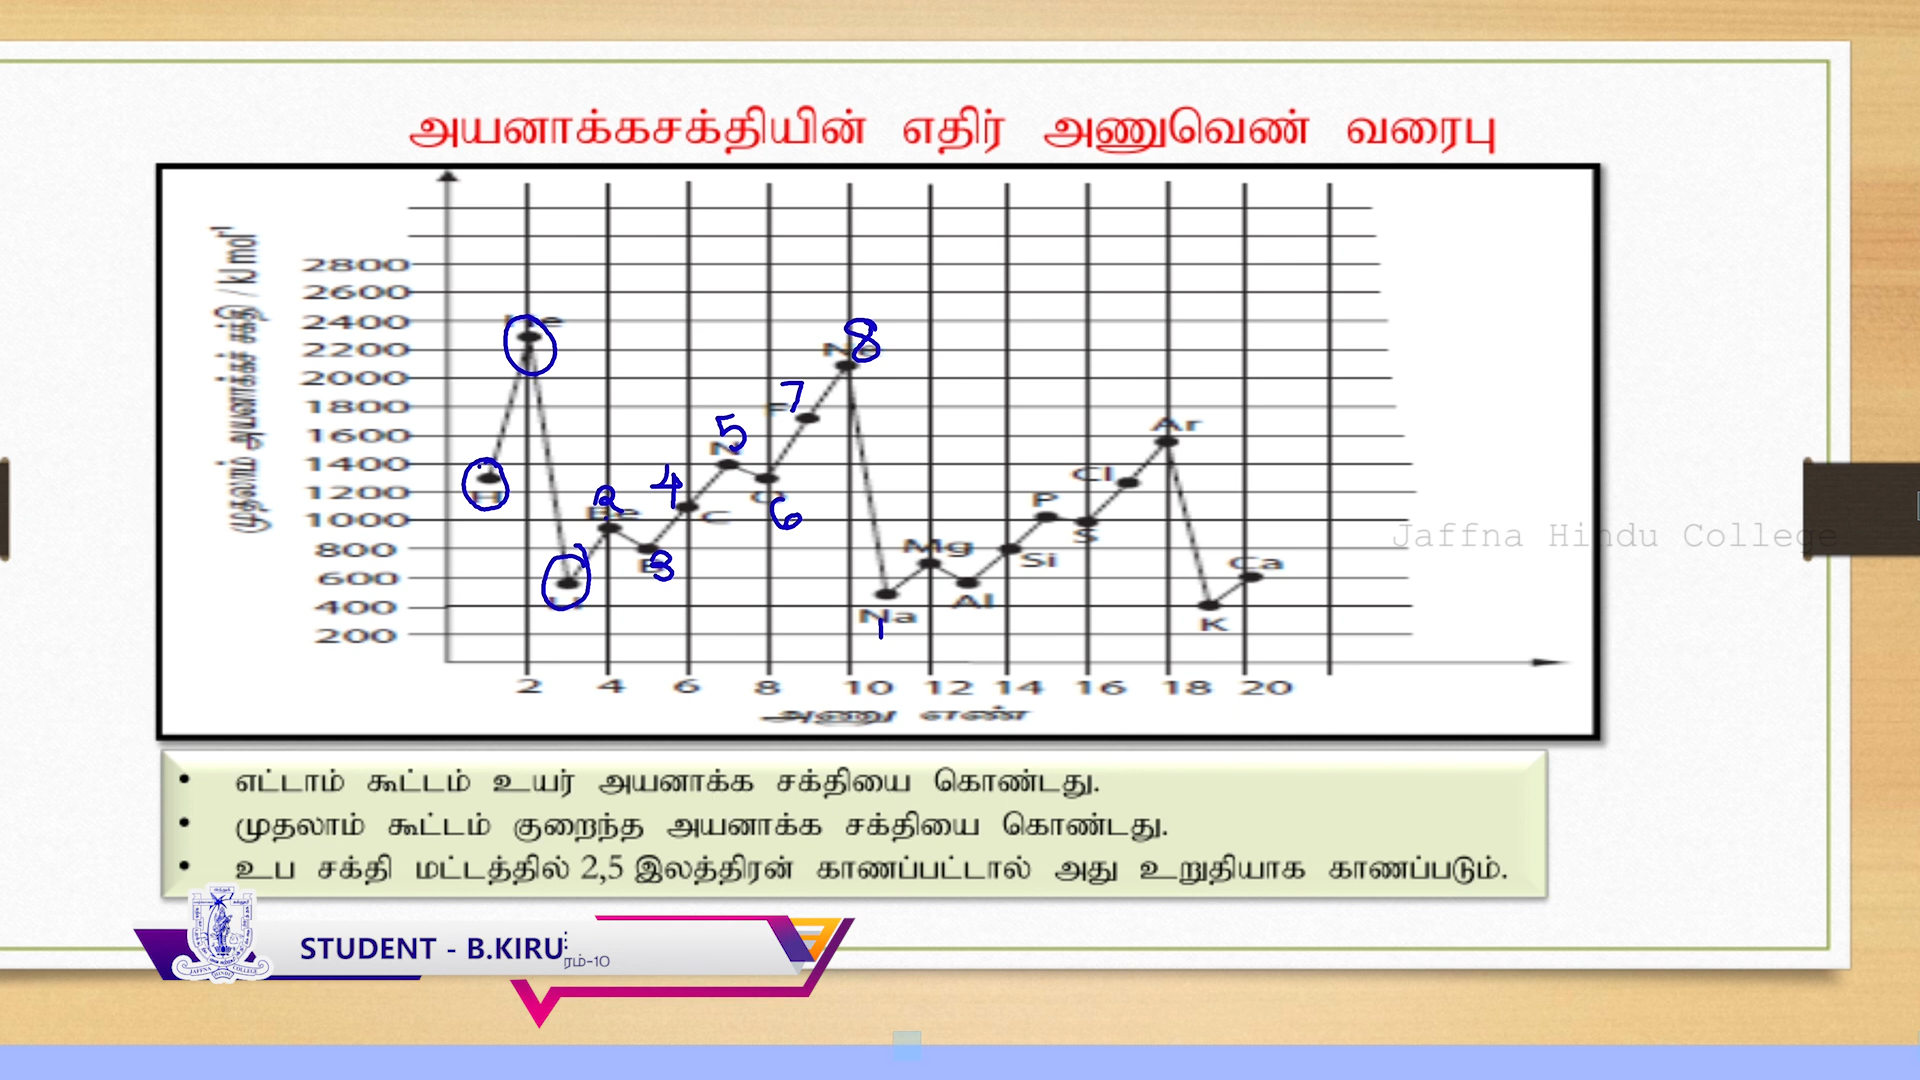 அயனாக்கசக்தியின் எதிர் அணுவெண் வரைபு
முதலாம் அயனாக்கச் சக்தி / kJ mol⁻¹
2800
2600
2400
2200
2000
1800
1600
1400
1200
1000
800
600
400
200
He
H
Be
C
N
F
Ne
Na
Mg
Al
Si
P
S
Cl
Ar
K
Ca
2
3
4
5
6
7
8
1
2 4 6 8 10 12 14 16 18 20
அணு எண்
Jaffna Hindu College
• எட்டாம் கூட்டம் உயர் அயனாக்க சக்தியை கொண்டது.
• முதலாம் கூட்டம் குறைந்த அயனாக்க சக்தியை கொண்டது.
• உப சக்தி மட்டத்தில் 2,5 இலத்திரன் காணப்பட்டால் அது உறுதியாக காணப்படும்.
STUDENT - B.KIRU
ரம்-10